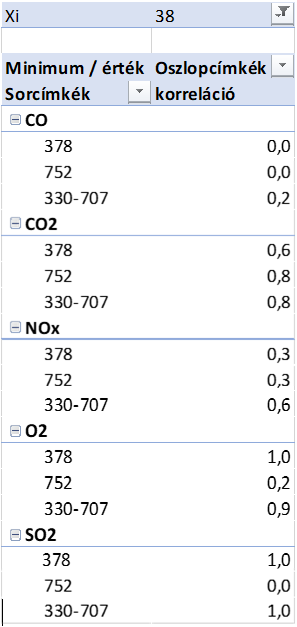 Xi 38
Minimum / érték Oszlopcímkék
Sorcímkék korreláció
CO
378 0,0
752 0,0
330-707 0,2
CO2
378 0,6
752 0,8
330-707 0,8
NOx
378 0,3
752 0,3
330-707 0,6
O2
378 1,0
752 0,2
330-707 0,9
SO2
378 1,0
752 0,0
330-707 1,0